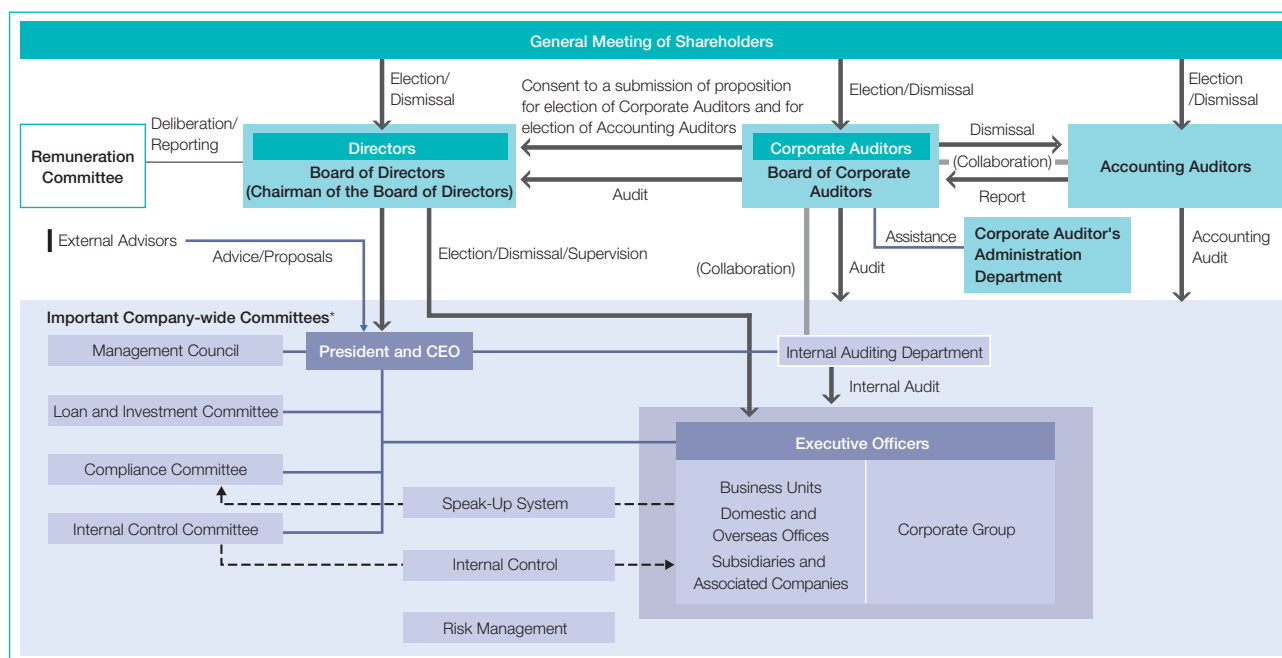 General Meeting of Shareholders
Election/
Dismissal
Consent to a submission of proposition
for election of Corporate Auditors and for
election of Accounting Auditors
Election/Dismissal
Election
/Dismissal
Remuneration
Committee
Deliberation/
Reporting
Directors
Board of Directors
(Chairman of the Board of Directors)
Audit
Corporate Auditors
Board of Corporate
Auditors
Dismissal
(Collaboration)
Report
Accounting Auditors
External Advisors
Advice/Proposals
Election/Dismissal/Supervision
(Collaboration)
Audit
Assistance
Corporate Auditor's
Administration
Department
Accounting
Audit
Important Company-wide Committees*
Management Council
President and CEO
Internal Auditing Department
Internal Audit
Loan and Investment Committee
Compliance Committee
Internal Control Committee
Speak-Up System
Internal Control
Risk Management
Executive Officers
Business Units
Domestic and
Overseas Offices
Subsidiaries and
Associated Companies
Corporate Group